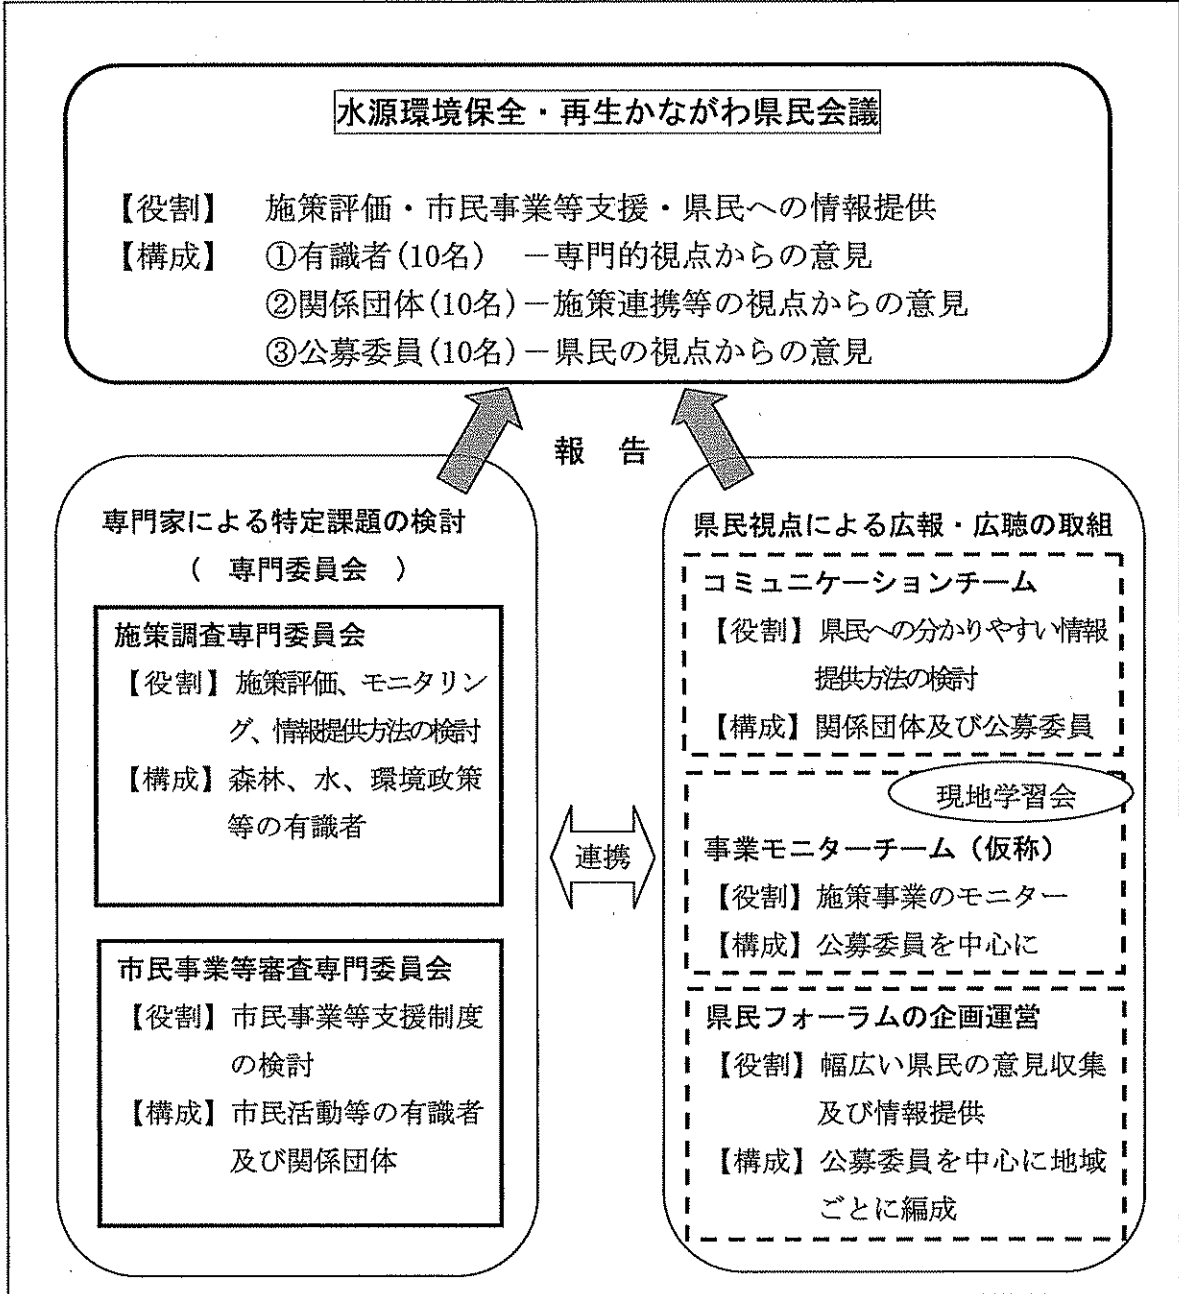 水源環境保全・再生かながわ県民会議
【役割】 施策評価・市民事業等支援・県民への情報提供
【構成】 ①有識者(10名) －専門的視点からの意見
②関係団体(10名)－施策連携等の視点からの意見
③公募委員(10名)－県民の視点からの意見
報 告
専門家による特定課題の検討
( 専門委員会 )
施策調査専門委員会
【役割】施策評価、モニタリン
グ、情報提供方法の検討
【構成】森林、水、環境政策
等の有識者
市民事業等審査専門委員会
【役割】市民事業等支援制度
の検討
【構成】市民活動等の有識者
及び関係団体
連携
県民視点による広報・広聴の取組
コミュニケーションチーム
【役割】県民への分かりやすい情報
提供方法の検討
【構成】関係団体及び公募委員
現地学習会
事業モニターチーム（仮称）
【役割】施策事業のモニター
【構成】公募委員を中心に
県民フォーラムの企画運営
【役割】幅広い県民の意見収集
及び情報提供
【構成】公募委員を中心に地域
ごとに編成